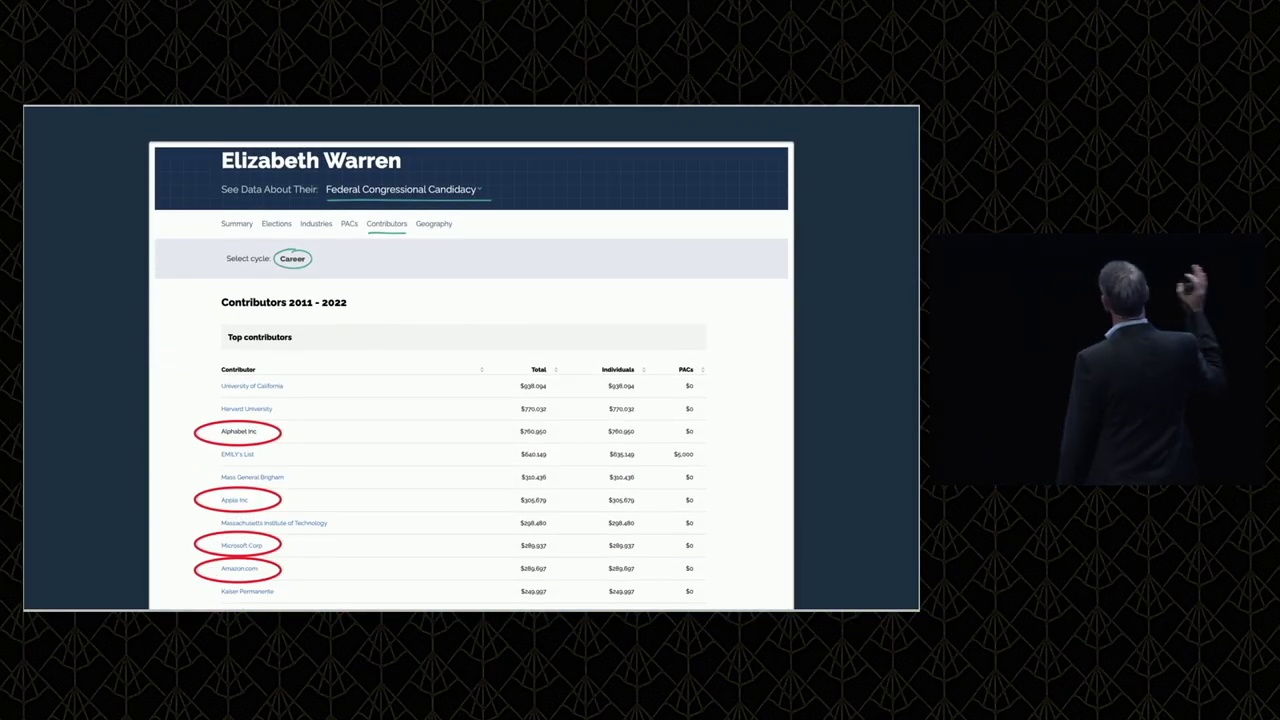 Elizabeth Warren
See Data About Their: Federal Congressional Candidacy
Summary Elections Industries PACs Contributors Geography
Select cycle: Career
Contributors 2011 - 2022
Top contributors
Contributor Total Individuals PACs
University of California $938,094 $938,094 $0
Harvard University $770,032 $770,032 $0
Alphabet Inc $760,950 $760,950 $0
EMILY's List $640,149 $635,149 $5,000
Mass General Brigham $310,436 $310,436 $0
Apple Inc $305,679 $305,679 $0
Massachusetts Institute of Technology $298,480 $298,480 $0
Microsoft Corp $289,937 $289,937 $0
Amazon.com $289,697 $289,697 $0
Kaiser Permanente $249,997 $249,997 $0